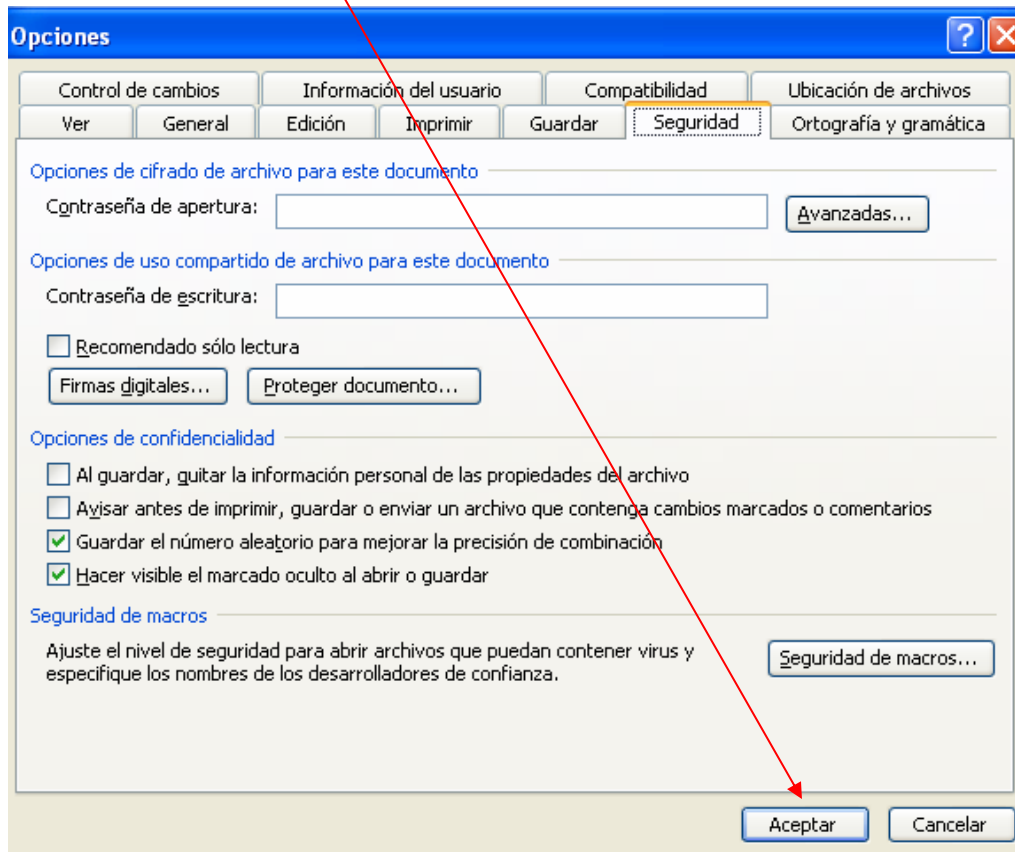 Opciones
Control de cambios Información del usuario Compatibilidad Ubicación de archivos
Ver General Edición Imprimir Guardar Seguridad Ortografía y gramática
Opciones de cifrado de archivo para este documento
Contraseña de apertura: Avanzadas...
Opciones de uso compartido de archivo para este documento
Contraseña de escritura:
Recomendado sólo lectura
Firmas digitales... Proteger documento...
Opciones de confidencialidad
Al guardar, quitar la información personal de las propiedades del archivo
Avisar antes de imprimir, guardar o enviar un archivo que contenga cambios marcados o comentarios
Guardar el número aleatorio para mejorar la precisión de combinación
Hacer visible el marcado oculto al abrir o guardar
Seguridad de macros
Ajuste el nivel de seguridad para abrir archivos que puedan contener virus y
especifique los nombres de los desarrolladores de confianza.
Seguridad de macros...
Aceptar Cancelar